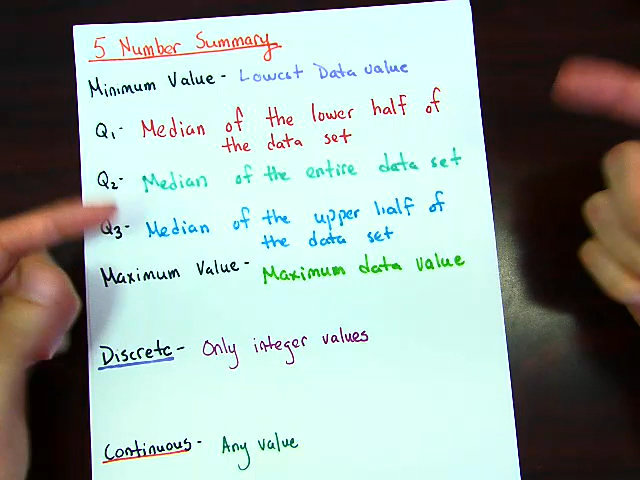 5 Number Summary
Minimum Value - Lowest Data value
Q1- Median of the lower half of
the data set
Q2- Median of the entire data set
Q3- Median of the upper half of
the data set
Maximum Value - Maximum data value
Discrete - Only integer values
Continuous - Any value